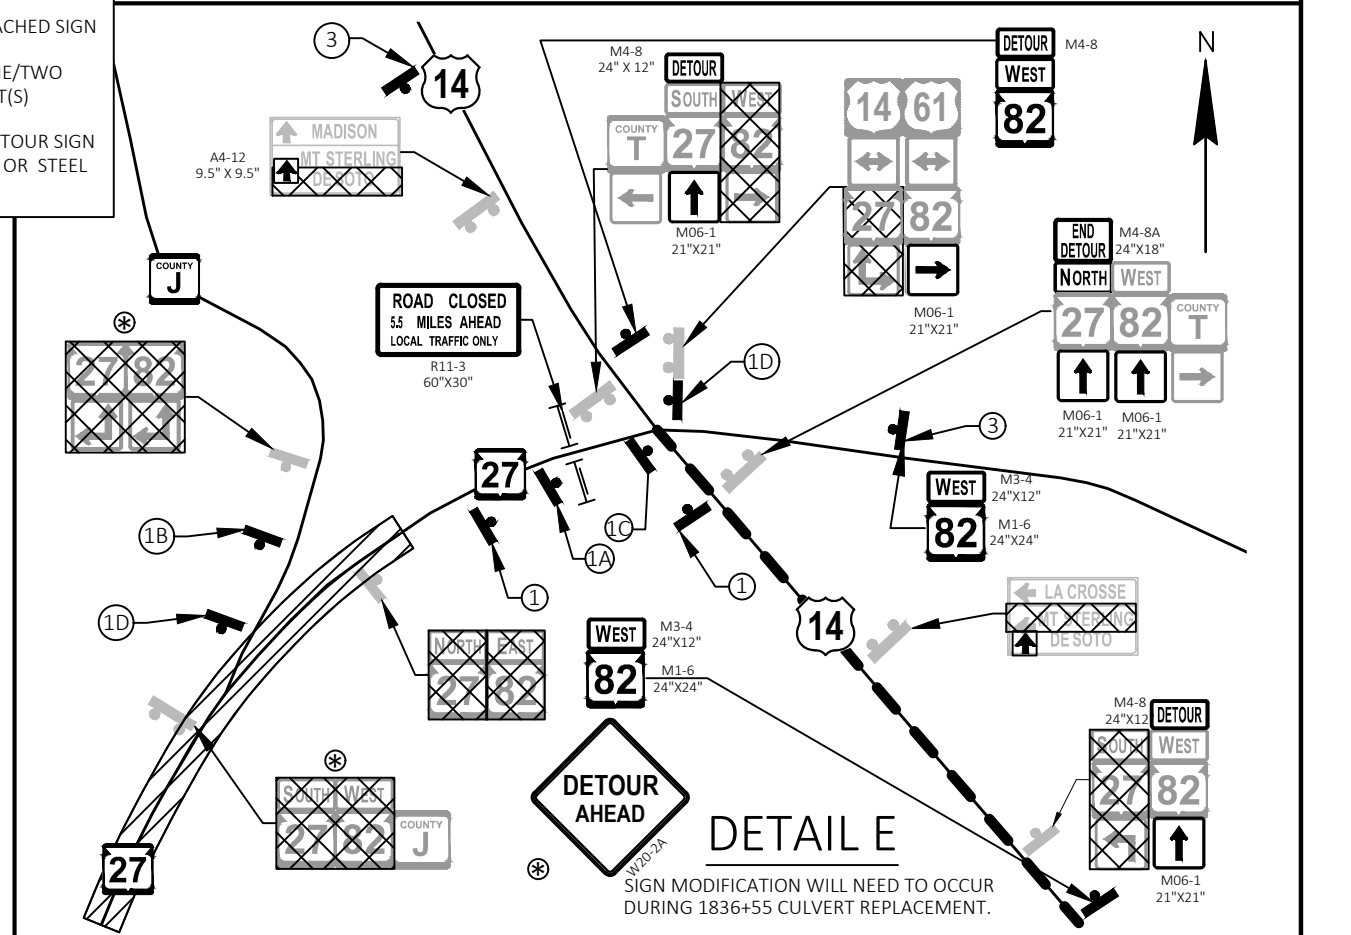 ACHED SIGN
IE/TWO
T(S)
TOUR SIGN
OR STEEL
3
14
M4-8
24" X 12"
DETOUR
SOUTH
WEST
COUNTY
T
27
82
M06-1
21"X21"
14
61
27
82
M06-1
21"X21"
DETOUR
M4-8
WEST
82
N
MADISON
MT STERLING
DE SOTO
A4-12
9.5" X 9.5"
END
DETOUR
M4-8A
24"X18"
NORTH
WEST
27
82
COUNTY
T
M06-1
21"X21"
M06-1
21"X21"
COUNTY
J
ROAD CLOSED
5.5 MILES AHEAD
LOCAL TRAFFIC ONLY
R11-3
60"X30"
27
82
1D
3
27
WEST
M3-4
24"X12"
82
M1-6
24"X24"
1B
1C
1A
1
1
1D
LA CROSSE
MT STERLING
DE SOTO
14
NORTH
EAST
27
82
WEST
M3-4
24"X12"
82
M1-6
24"X24"
M4-8
24"X12
DETOUR
SOUTH
WEST
27
82
M06-1
21"X21"
SOUTH
WEST
27
82
COUNTY
J
27
DETOUR
AHEAD
W20-2A
DETAIL E
SIGN MODIFICATION WILL NEED TO OCCUR
DURING 1836+55 CULVERT REPLACEMENT.